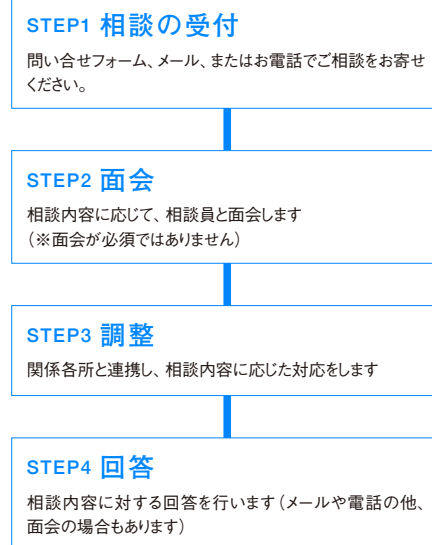 STEP1 相談の受付
問い合せフォーム、メール、またはお電話でご相談をお寄せ
ください。
STEP2 面会
相談内容に応じて、相談員と面会します
（※面会が必須ではありません）
STEP3 調整
関係各所と連携し、相談内容に応じた対応をします
STEP4 回答
相談内容に対する回答を行います（メールや電話の他、
面会の場合もあります）